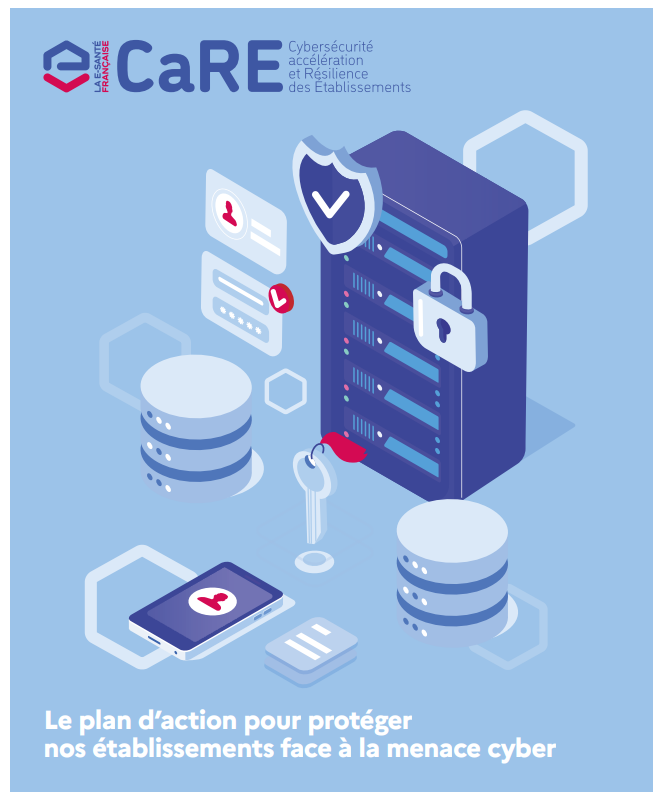 LA E-SANTÉ
FRANÇAISE
CaRE
Cybersécurité
accélération
et Résilience
des Établissements
Le plan d’action pour protéger
nos établissements face à la menace cyber